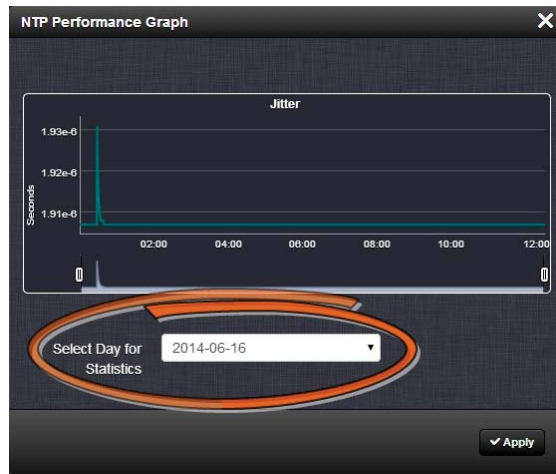 NTP Performance Graph
Jitter
1.93e-6
1.92e-6
1.91e-6
Seconds
02:00 04:00 06:00 08:00 10:00 12:00
Select Day for
Statistics
2014-06-16
Apply